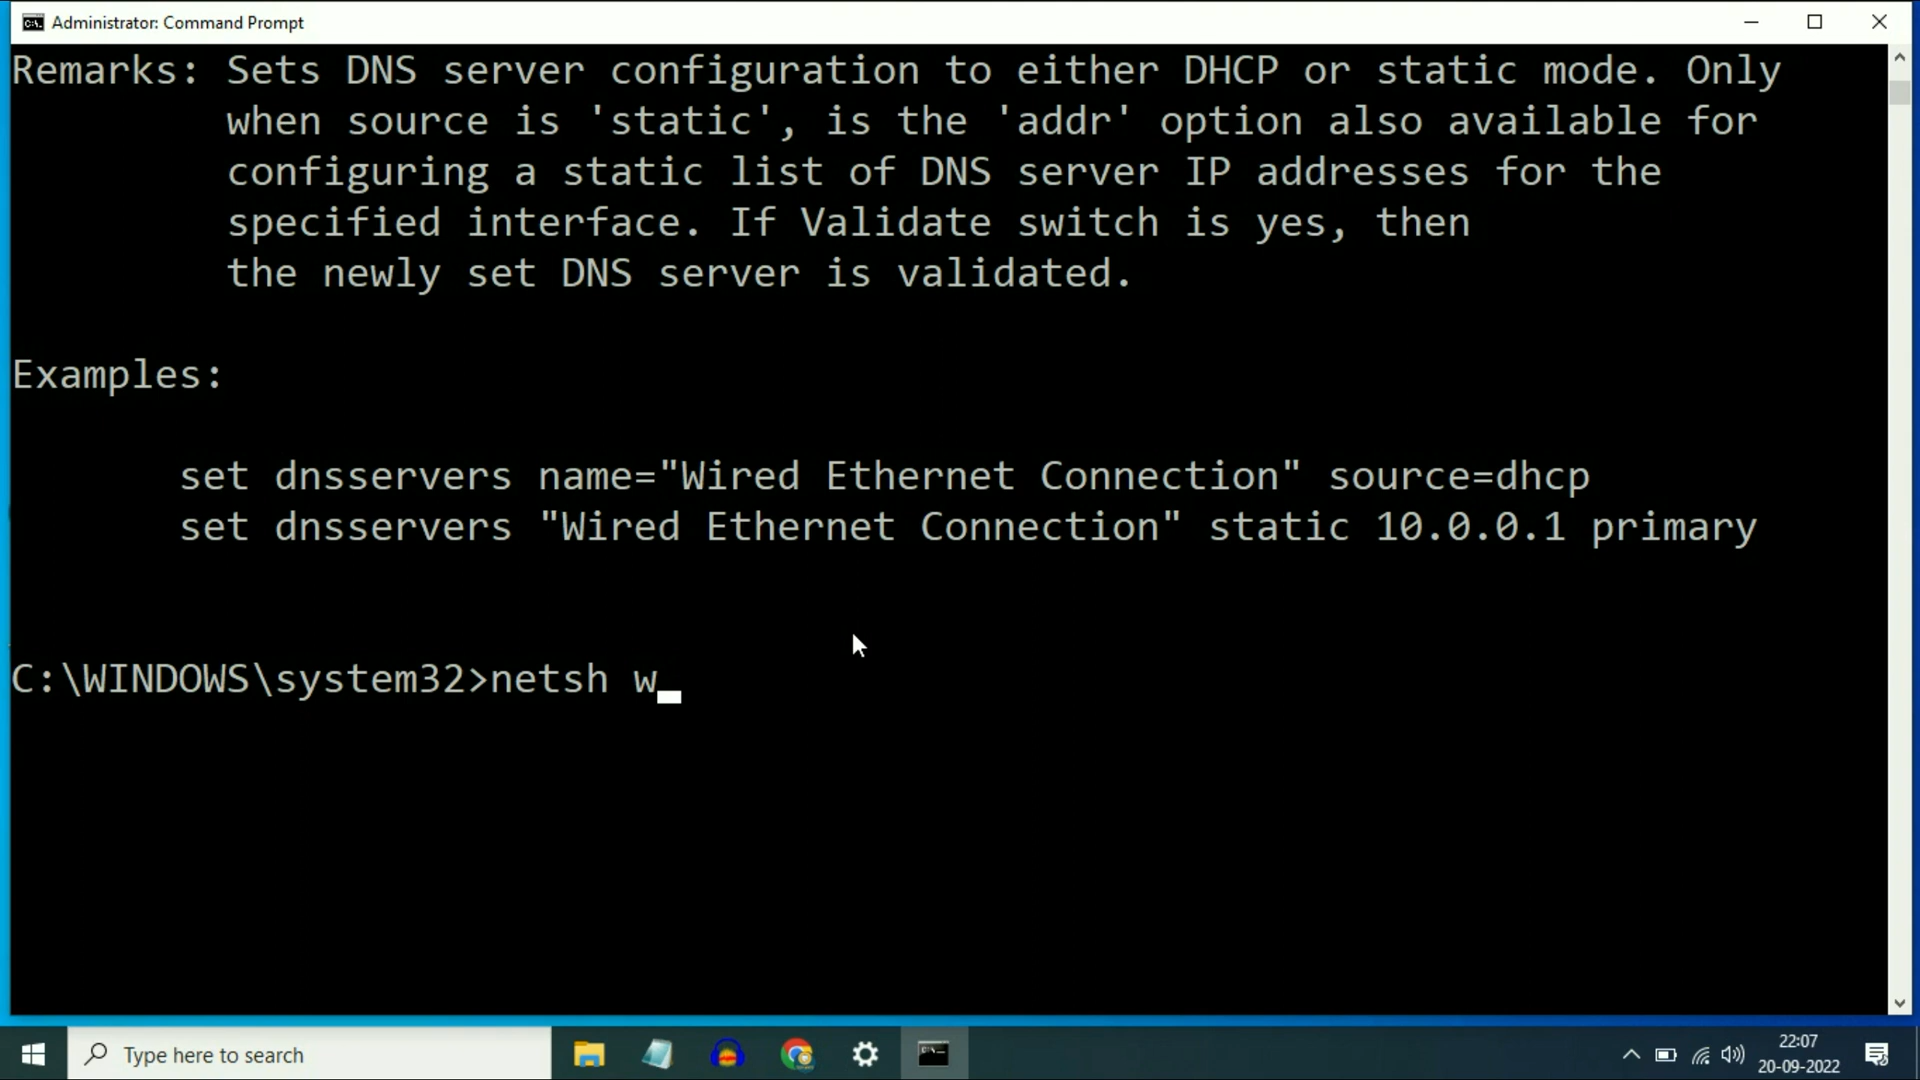 Administrator: Command Prompt
Remarks: Sets DNS server configuration to either DHCP or static mode. Only
when source is 'static', is the 'addr' option also available for
configuring a static list of DNS server IP addresses for the
specified interface. If Validate switch is yes, then
the newly set DNS server is validated.
Examples:
set dnsservers name="Wired Ethernet Connection" source=dhcp
set dnsservers "Wired Ethernet Connection" static 10.0.0.1 primary
C:\WINDOWS\system32>netsh w
Type here to search
22:07
20-09-2022